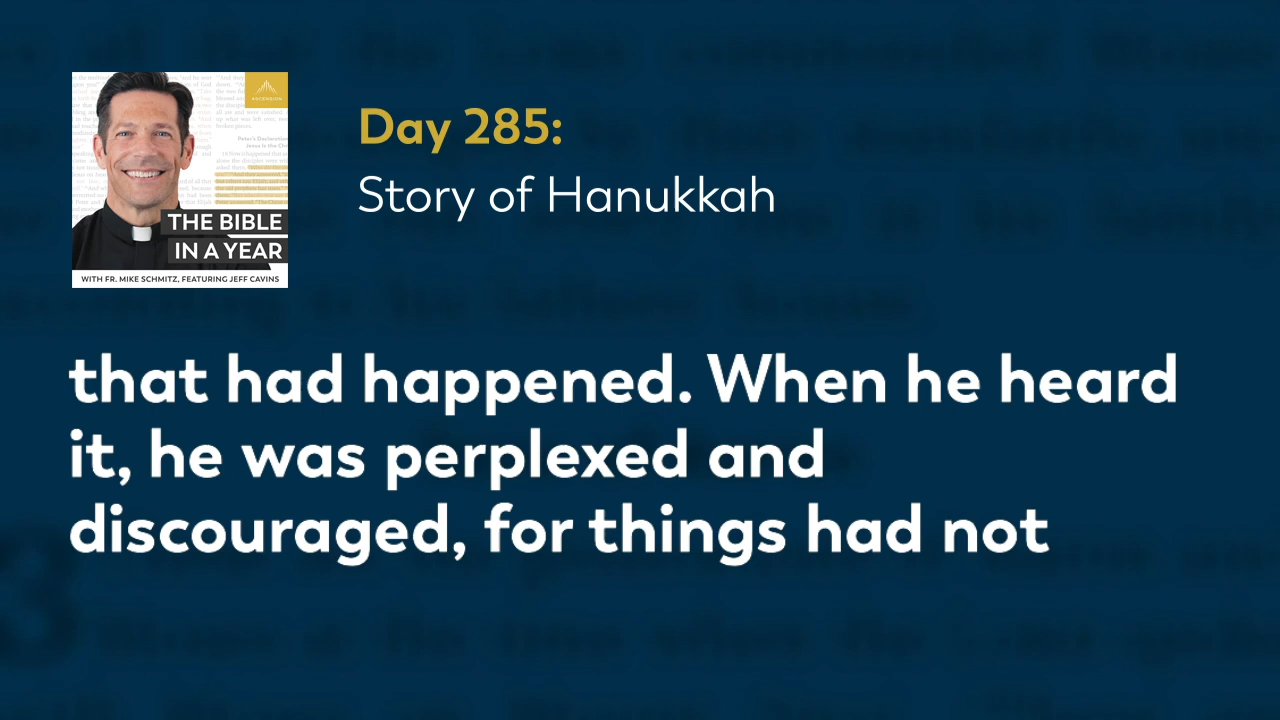 ASCENSION
THE BIBLE
IN A YEAR
WITH FR. MIKE SCHMITZ, FEATURING JEFF CAVINS
Day 285:
Story of Hanukkah
that had happened. When he heard
it, he was perplexed and
discouraged, for things had not